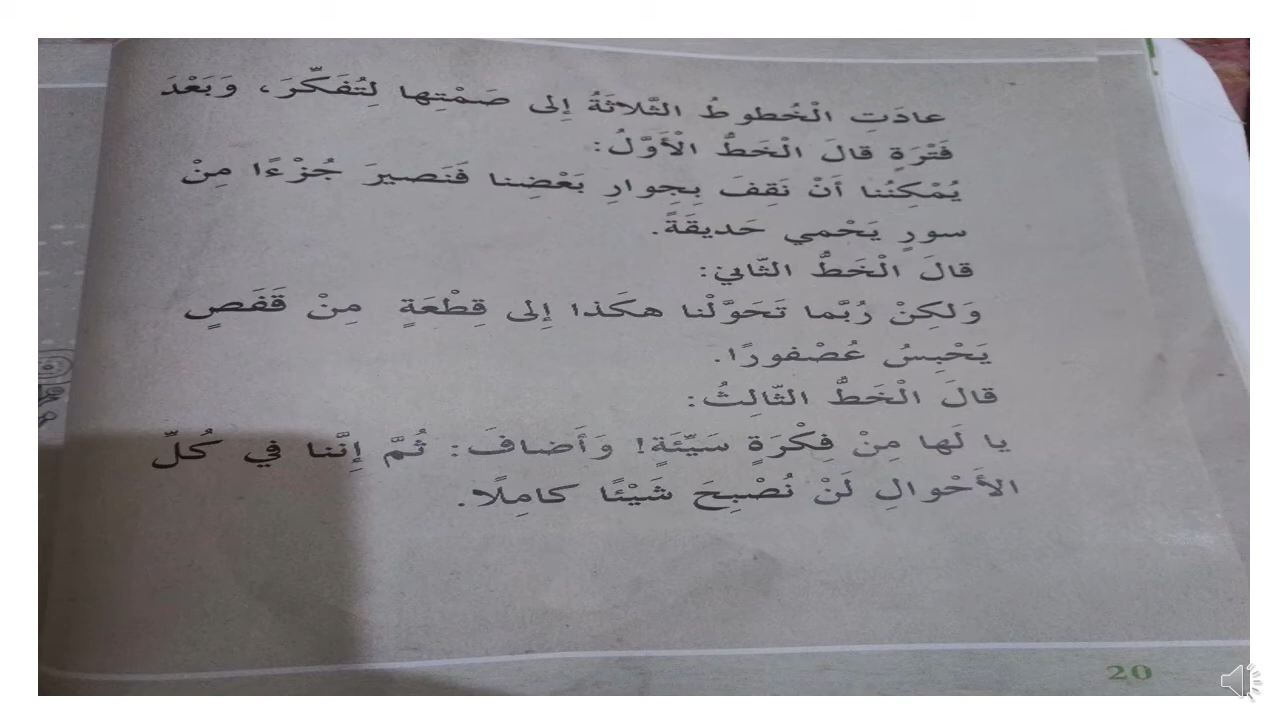 عادَتِ الْخُطوطُ الثَّلاثَةُ إِلى صَمْتِها لِتُفَكِّرَ، وَبَعْدَ
فَتْرَةٍ قالَ الْخَطُّ الْأَوَّلُ:
يُمْكِنُنا أَنْ نَقِفَ بِجِوارِ بَعْضِنا فَنَصيرَ جُزْءًا مِنْ
سورٍ يَحْمي حَديقَةً.
قالَ الْخَطُّ الثّاني:
وَلكِنْ رُبَّما تَحَوَّلْنا هكَذا إِلى قِطْعَةٍ مِنْ قَفَصٍ
يَحْبِسُ عُصْفورًا.
قالَ الْخَطُّ الثّالِثُ:
يا لَها مِنْ فِكْرَةٍ سَيِّئَةٍ! وَأَضافَ: ثُمَّ إِنَّنا في كُلِّ
الأَحْوالِ لَنْ نُصْبِحَ شَيْئًا كامِلًا.
20